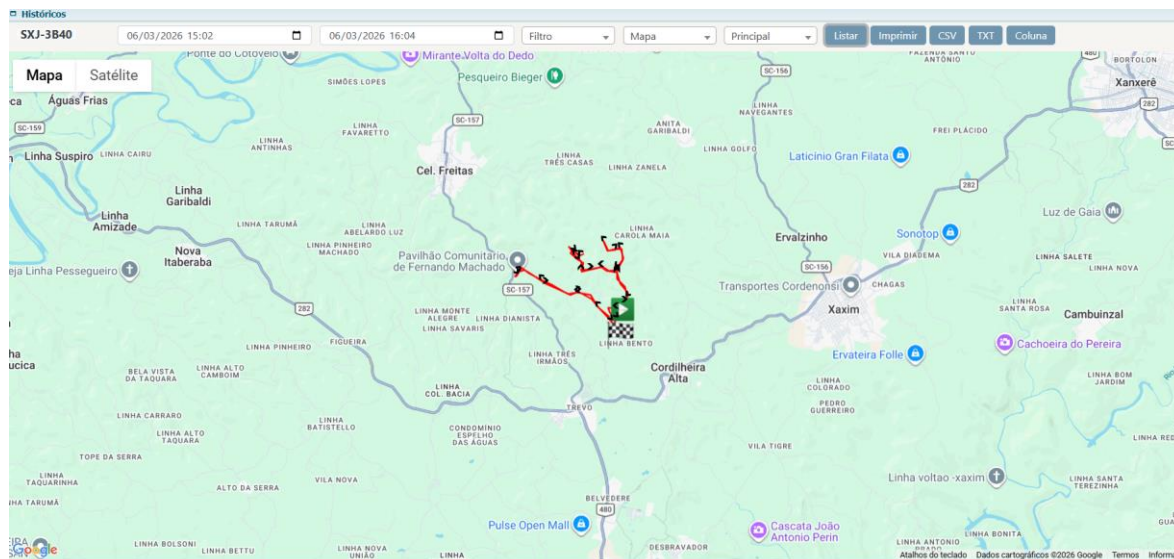 Históricos
SXJ-3B40
06/03/2026 15:02
06/03/2026 16:04
Filtro
Mapa
Principal
Listar
Imprimir
CSV
TXT
Coluna
Mapa
Satélite
Ponte do Cotovelo
Mirante Volta do Dedo
FAZENDA SANTO
ANTÔNIO
480
BORTOLON
Pesqueiro Bieger
SIMÕES LOPES
SC-156
Xanxerê
Águas Frias
282
SC-159
SC-157
LINHA
NAVEGANTES
LINHA
FAVARETTO
ANITA
GARIBALDI
FREI PLÁCIDO
LINHA
ANTINHAS
Linha Suspiro
LINHA CAIRU
LINHA
TRÊS CASAS
LINHA ZANELA
LINHA GOLFO
Laticínio Gran Filata
Cel. Freitas
282
Linha
Garibaldi
Linha
Amizade
LINHA TARUMÃ
LINHA
ABELARDO LUZ
LINHA
CAROLA MAIA
Luz de Gaia
Ervalzinho
Sonotop
Nova
Itaberaba
LINHA PINHEIRO
MACHADO
Pavilhão Comunitário
de Fernando Machado
VILA DIADEMA
LINHA SALETE
eja Linha Pessegueiro
SC-156
LINHA NOVA
SC-157
Transportes Cordenonsi
CHAGAS
282
LINHA MONTE
ALEGRE
LINHA DIANISTA
LINHA SAVARIS
Xaxim
LINHA
SANTA ROSA
Cambuinzal
LINHA PINHEIRO
FIGUEIRA
LINHA BENTO
Cachoeira do Pereira
LINHA TRÊS
IRMÃOS
Ervateira Folle
BELA VISTA
DA TAQUARA
LINHA ALTO
CAMBOIM
Cordilheira
Alta
LINHA
COL. BACIA
LINHA
COLORADO
LINHA BOM
JARDIM
LINHA CARRARO
TREVO
PEDRO
GUERREIRO
LINHA
BATISTELLO
CONDOMÍNIO
ESPELHO
DAS ÁGUAS
LINHA ALTO
TAQUARA
VILA TIGRE
TOPE DA SERRA
LINHA
TAQUARINHA
VILA NOVA
Linha voltao -xaxim
LINHA SANTA
TEREZINHA
ALTO DA SERRA
BELVEDERE
480
Pulse Open Mall
Cascata João
Antonio Perin
LINHA BONITA
LINHA BOLSONI
LINHA BETTU
LINHA NOVA
UNIÃO
DESBRAVADOR
LINHA ANTONIO
Google
Atalhos do teclado
Dados cartográficos ©2026 Google
Termos